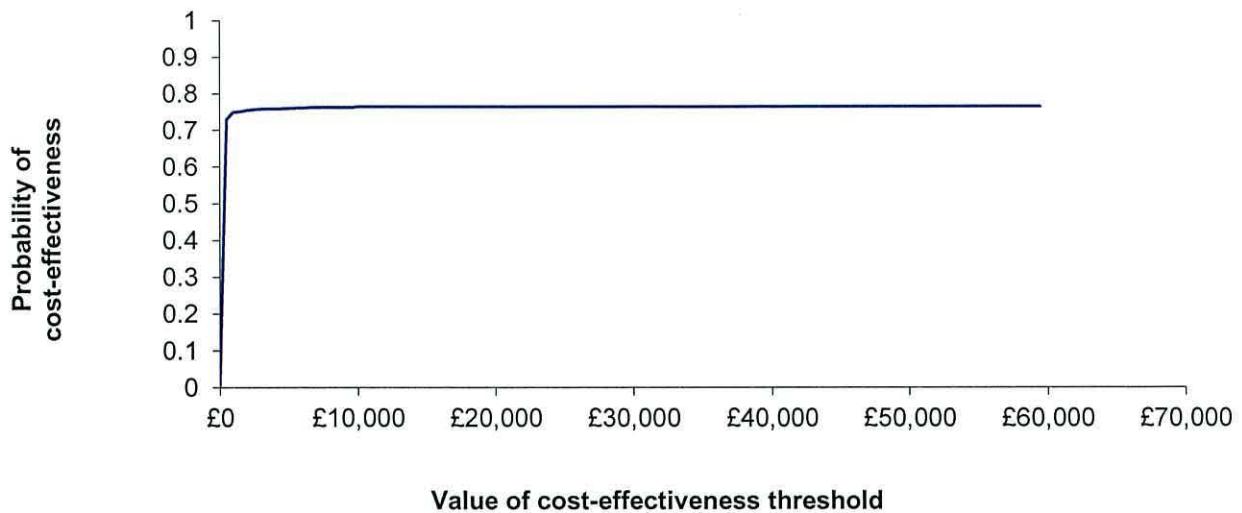 Probability of
cost-effectiveness
1
0.9
0.8
0.7
0.6
0.5
0.4
0.3
0.2
0.1
0
£0 £10,000 £20,000 £30,000 £40,000 £50,000 £60,000 £70,000
Value of cost-effectiveness threshold